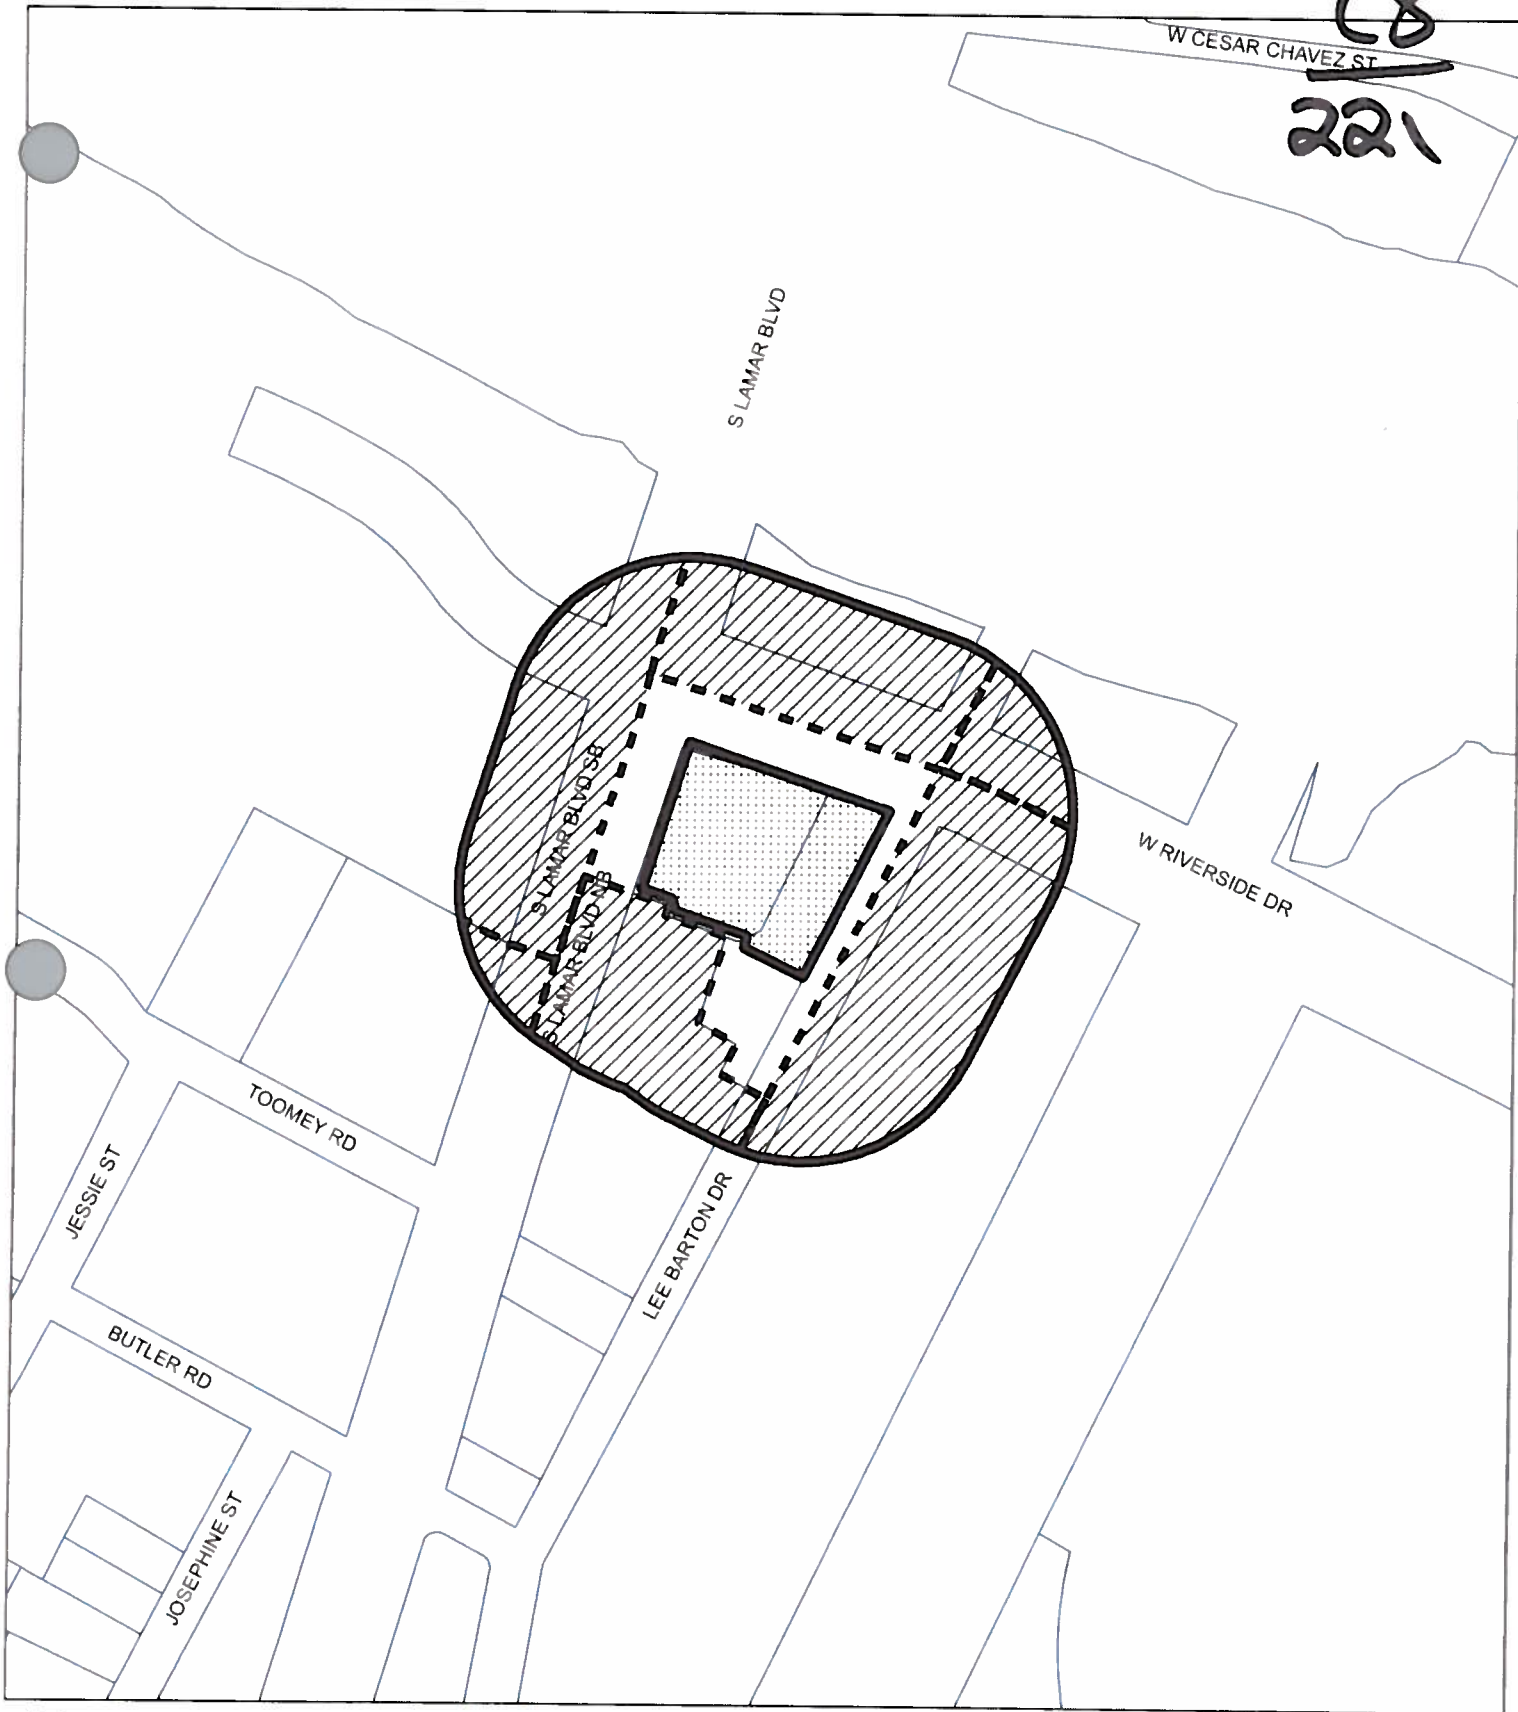 C8
W CESAR CHAVEZ ST
221
S LAMAR BLVD
S LAMAR BLVD SB
S LAMAR BLVD NB
W RIVERSIDE DR
TOOMEY RD
JESSIE ST
LEE BARTON DR
BUTLER RD
JOSEPHINE ST